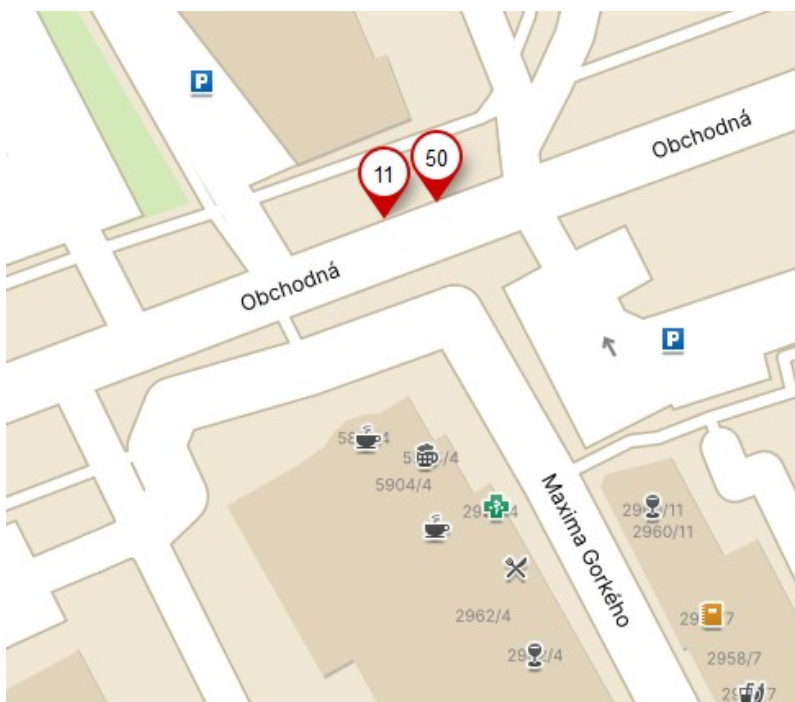 P
50
11
Obchodná
Obchodná
P
5904/4
Maxima Gorkého
2960/11
2962/4
2958/7